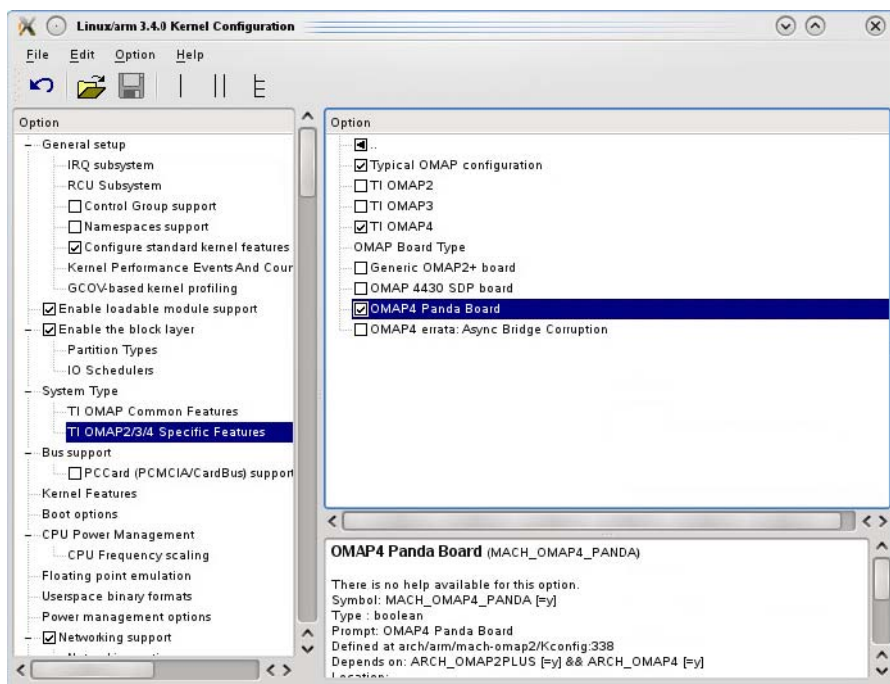 Linux/arm 3.4.0 Kernel Configuration
File Edit Option Help
Option
General setup
IRQ subsystem
RCU Subsystem
Control Group support
Namespaces support
Configure standard kernel features
Kernel Performance Events And Coun
GCOV-based kernel profiling
Enable loadable module support
Enable the block layer
Partition Types
IO Schedulers
System Type
TI OMAP Common Features
TI OMAP2/3/4 Specific Features
Bus support
PCCard (PCMCIA/CardBus) support
Kernel Features
Boot options
CPU Power Management
CPU Frequency scaling
Floating point emulation
Userspace binary formats
Power management options
Networking support
Option
..
Typical OMAP configuration
TI OMAP2
TI OMAP3
TI OMAP4
OMAP Board Type
Generic OMAP2+ board
OMAP 4430 SDP board
OMAP4 Panda Board
OMAP4 errata: Async Bridge Corruption
OMAP4 Panda Board (MACH_OMAP4_PANDA)
There is no help available for this option.
Symbol: MACH_OMAP4_PANDA [=y]
Type : boolean
Prompt: OMAP4 Panda Board
Defined at arch/arm/mach-omap2/Kconfig:338
Depends on: ARCH_OMAP2PLUS [=y] && ARCH_OMAP4 [=y]
Location: